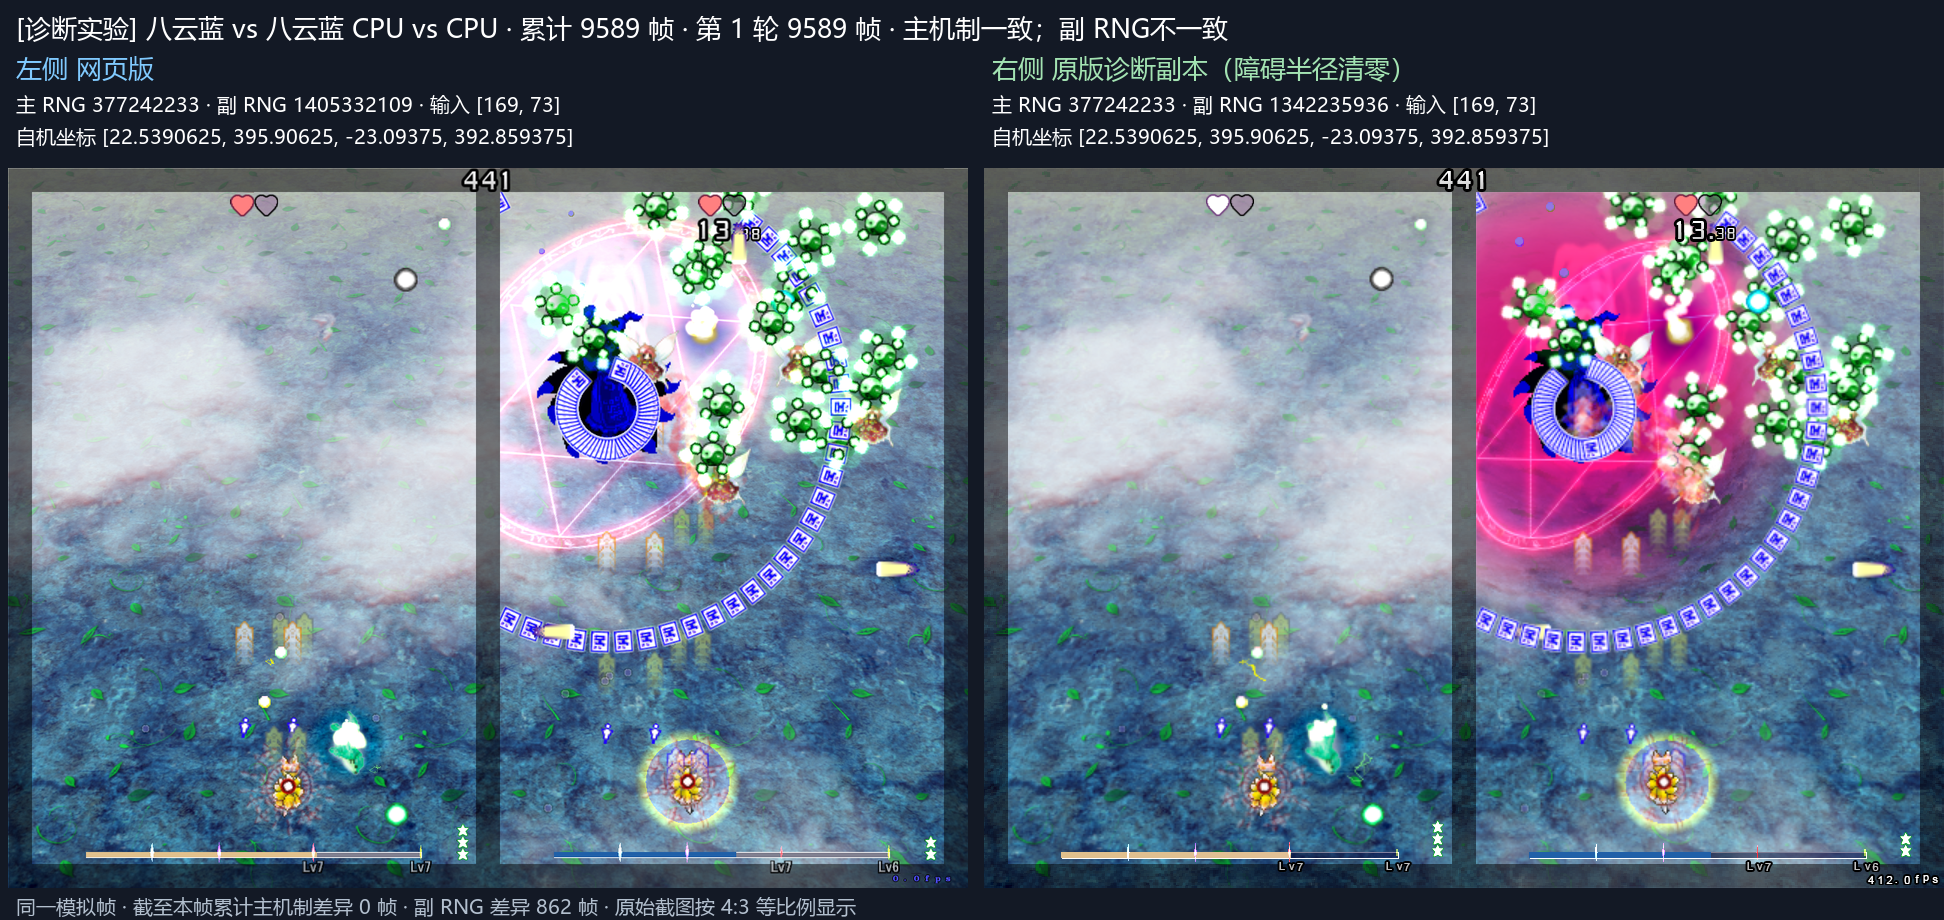 [诊断实验] 八云蓝 vs 八云蓝 CPU vs CPU · 累计 9589 帧 · 第 1 轮 9589 帧 · 主机制一致；副 RNG不一致
左侧 网页版
主 RNG 377242233 · 副 RNG 1405332109 · 输入 [169, 73]
自机坐标 [22.5390625, 395.90625, -23.09375, 392.859375]
右侧 原版诊断副本（障碍半径清零）
主 RNG 377242233 · 副 RNG 1342235936 · 输入 [169, 73]
自机坐标 [22.5390625, 395.90625, -23.09375, 392.859375]
441
13.38
Lv7
Lv7
Lv7
Lv6
0.0fps
441
13.38
Lv7
Lv7
Lv7
Lv6
412.0fps
同一模拟帧 · 截至本帧累计主机制差异 0 帧 · 副 RNG 差异 862 帧 · 原始截图按 4:3 等比例显示